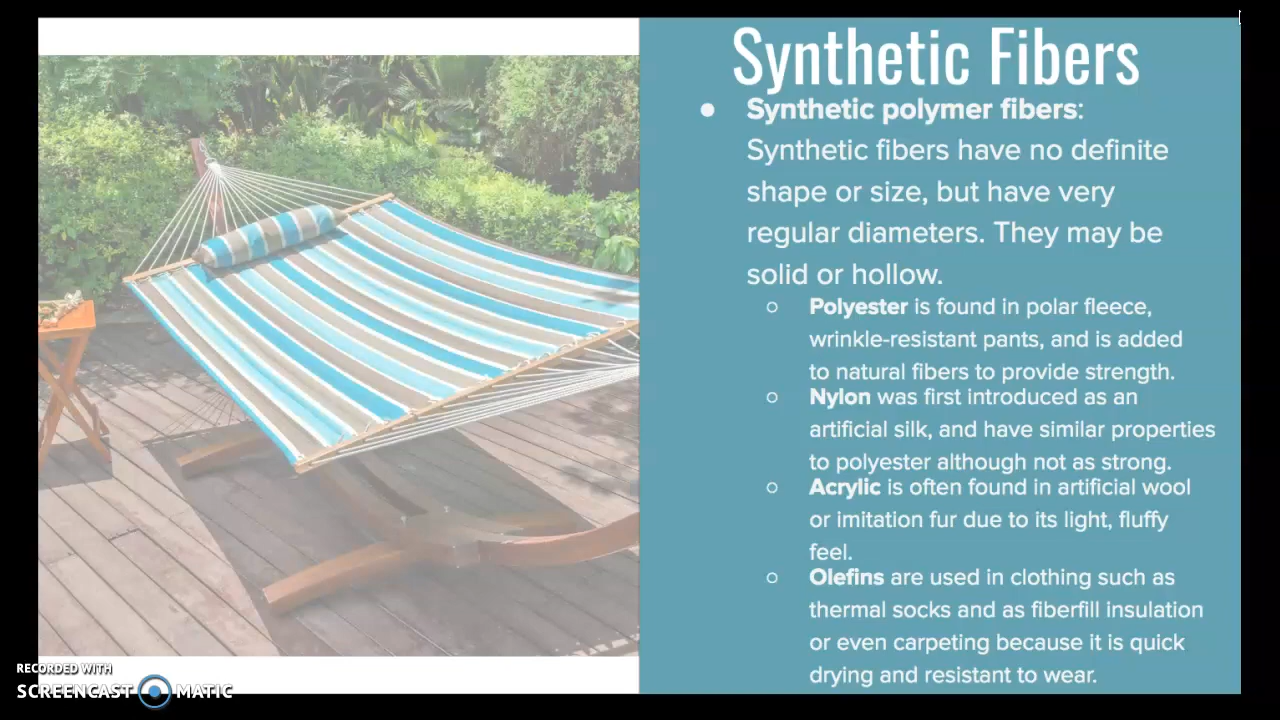 Synthetic Fibers
● Synthetic polymer fibers:
Synthetic fibers have no definite
shape or size, but have very
regular diameters. They may be
solid or hollow.
○ Polyester is found in polar fleece,
wrinkle-resistant pants, and is added
to natural fibers to provide strength.
○ Nylon was first introduced as an
artificial silk, and have similar properties
to polyester although not as strong.
○ Acrylic is often found in artificial wool
or imitation fur due to its light, fluffy
feel.
○ Olefins are used in clothing such as
thermal socks and as fiberfill insulation
or even carpeting because it is quick
drying and resistant to wear.
RECORDED WITH
SCREENCAST MATIC